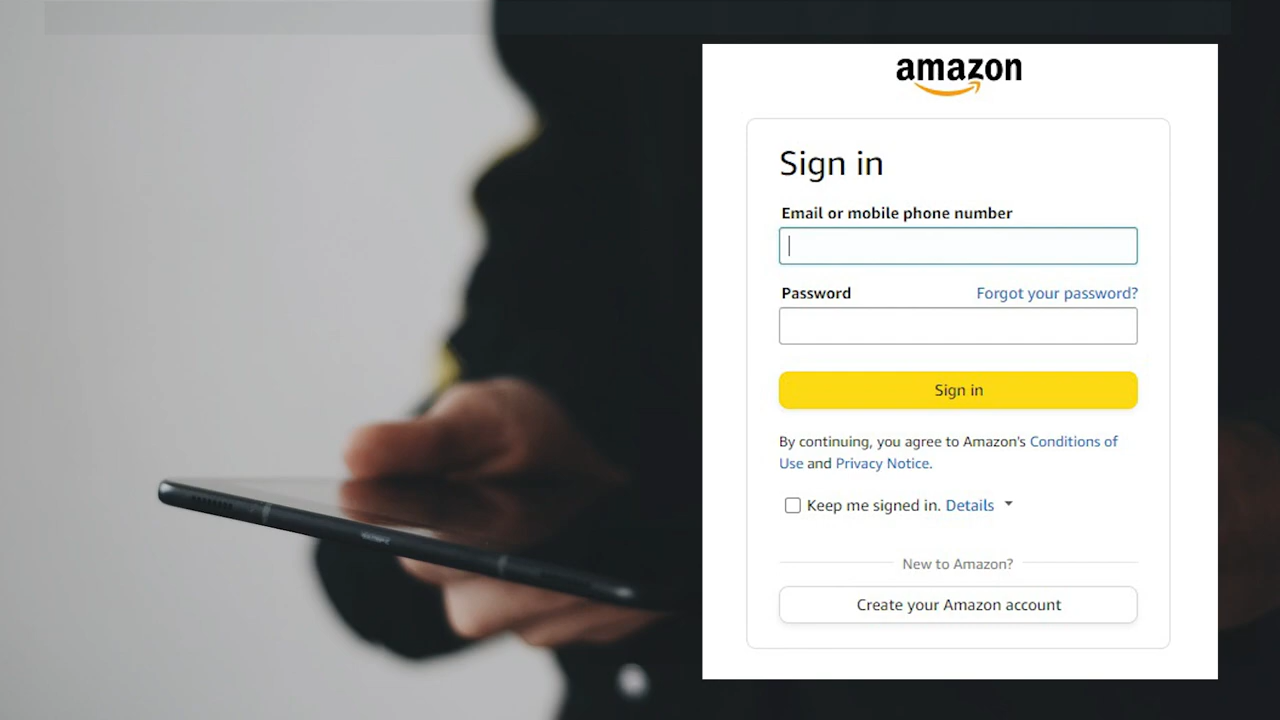 amazon
Sign in
Email or mobile phone number
Password Forgot your password?
Sign in
By continuing, you agree to Amazon's Conditions of
Use and Privacy Notice.
Keep me signed in. Details
New to Amazon?
Create your Amazon account